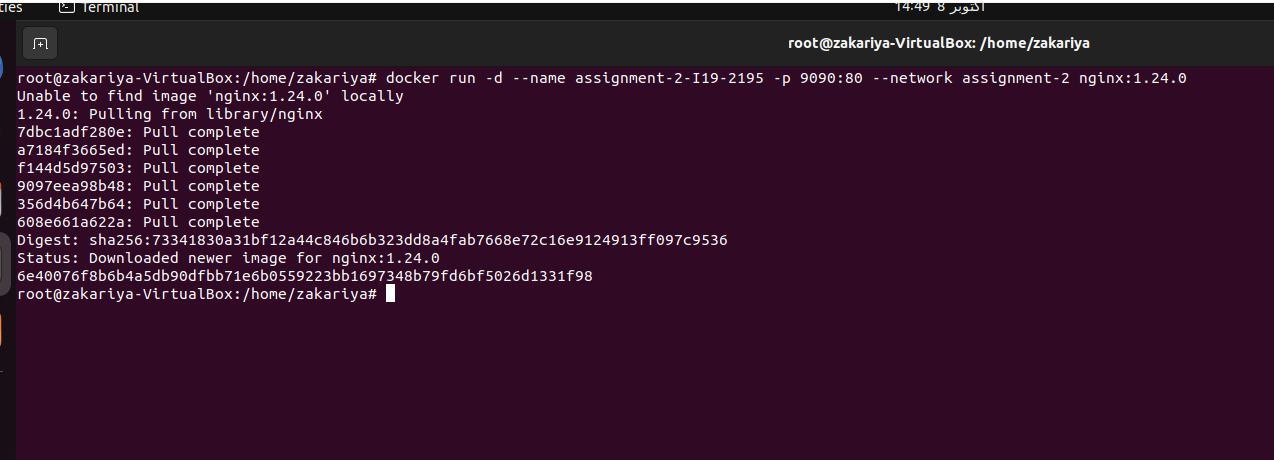 ties Terminal 14:49 8 اکتوبر
root@zakariya-VirtualBox: /home/zakariya
root@zakariya-VirtualBox:/home/zakariya# docker run -d --name assignment-2-I19-2195 -p 9090:80 --network assignment-2 nginx:1.24.0
Unable to find image 'nginx:1.24.0' locally
1.24.0: Pulling from library/nginx
7dbc1adf280e: Pull complete
a7184f3665ed: Pull complete
f144d5d97503: Pull complete
9097eea98b48: Pull complete
356d4b647b64: Pull complete
608e661a622a: Pull complete
Digest: sha256:73341830a31bf12a44c846b6b323dd8a4fab7668e72c16e9124913ff097c9536
Status: Downloaded newer image for nginx:1.24.0
6e40076f8b6b4a5db90dfbb71e6b0559223bb1697348b79fd6bf5026d1331f98
root@zakariya-VirtualBox:/home/zakariya#